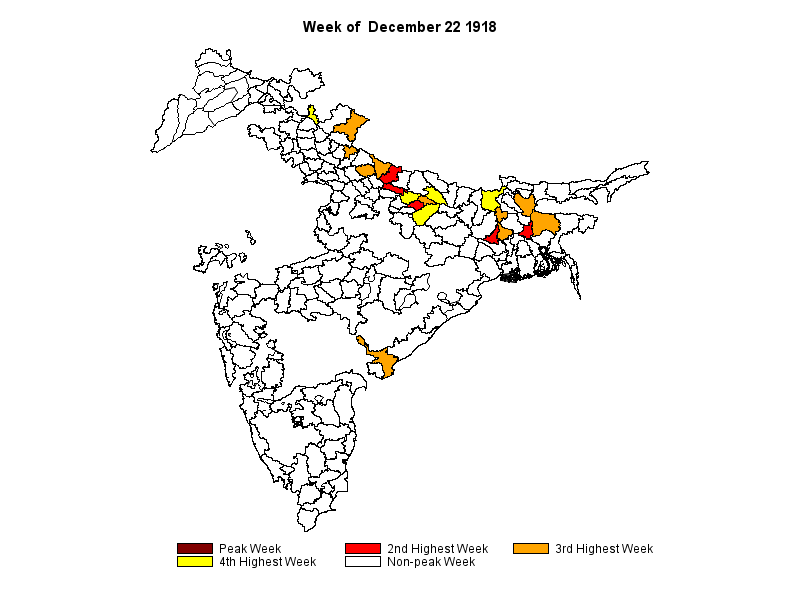 Week of December 22 1918
Peak Week 2nd Highest Week 3rd Highest Week
4th Highest Week Non-peak Week